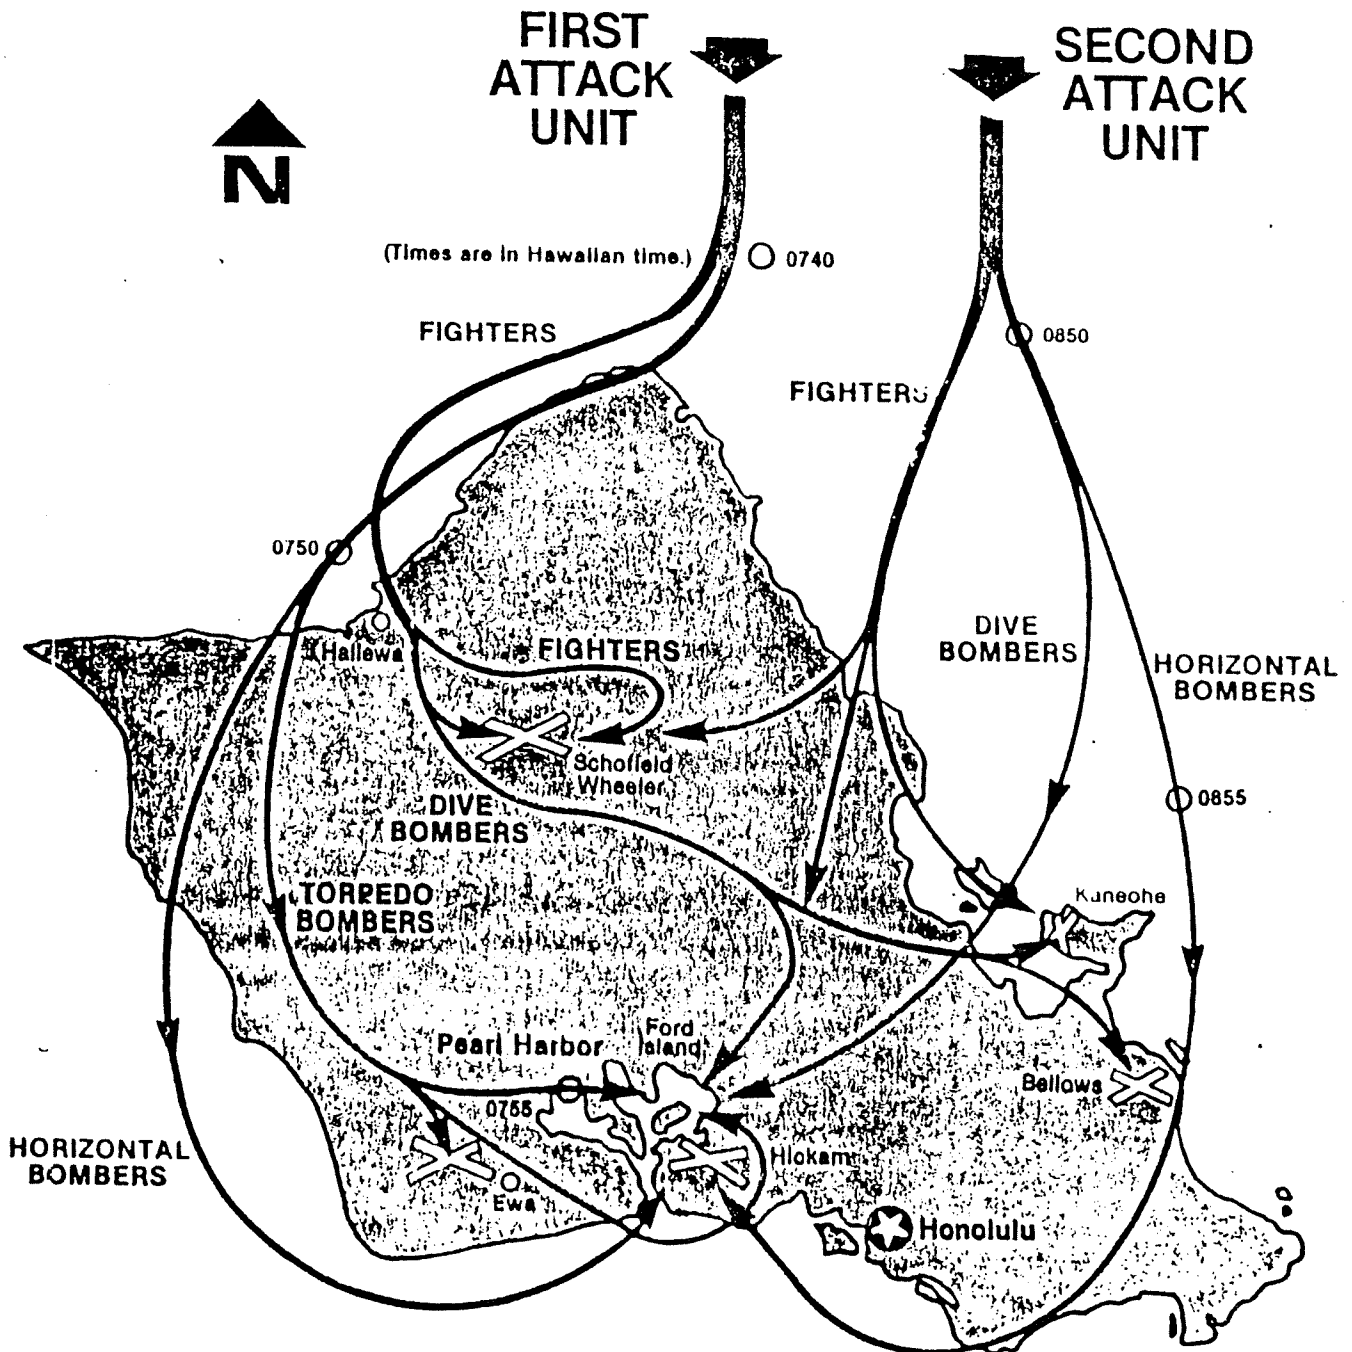 FIRST
ATTACK
UNIT
SECOND
ATTACK
UNIT
N
(Times are in Hawaiian time.)
0740
FIGHTERS
0850
FIGHTERS
0750
Haliewa
FIGHTERS
DIVE
BOMBERS
HORIZONTAL
BOMBERS
Schofield
Wheeler
0855
DIVE
BOMBERS
TORPEDO
BOMBERS
Kaneohe
Pearl Harbor
Ford
Island
0755
Bellows
HORIZONTAL
BOMBERS
Hickam
Ewa
Honolulu